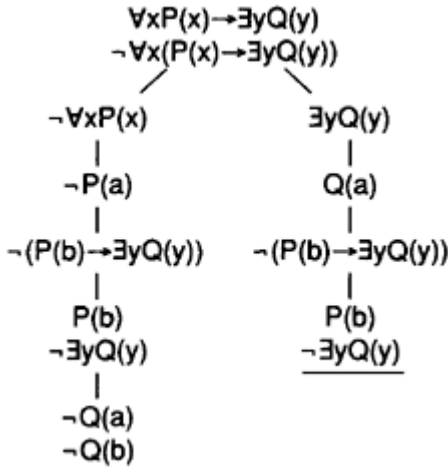 ∀xP(x)→∃yQ(y)
¬∀x(P(x)→∃yQ(y))
¬∀xP(x) ∃yQ(y)
¬P(a) Q(a)
¬(P(b)→∃yQ(y)) ¬(P(b)→∃yQ(y))
P(b) P(b)
¬∃yQ(y) ¬∃yQ(y)
¬Q(a)
¬Q(b)